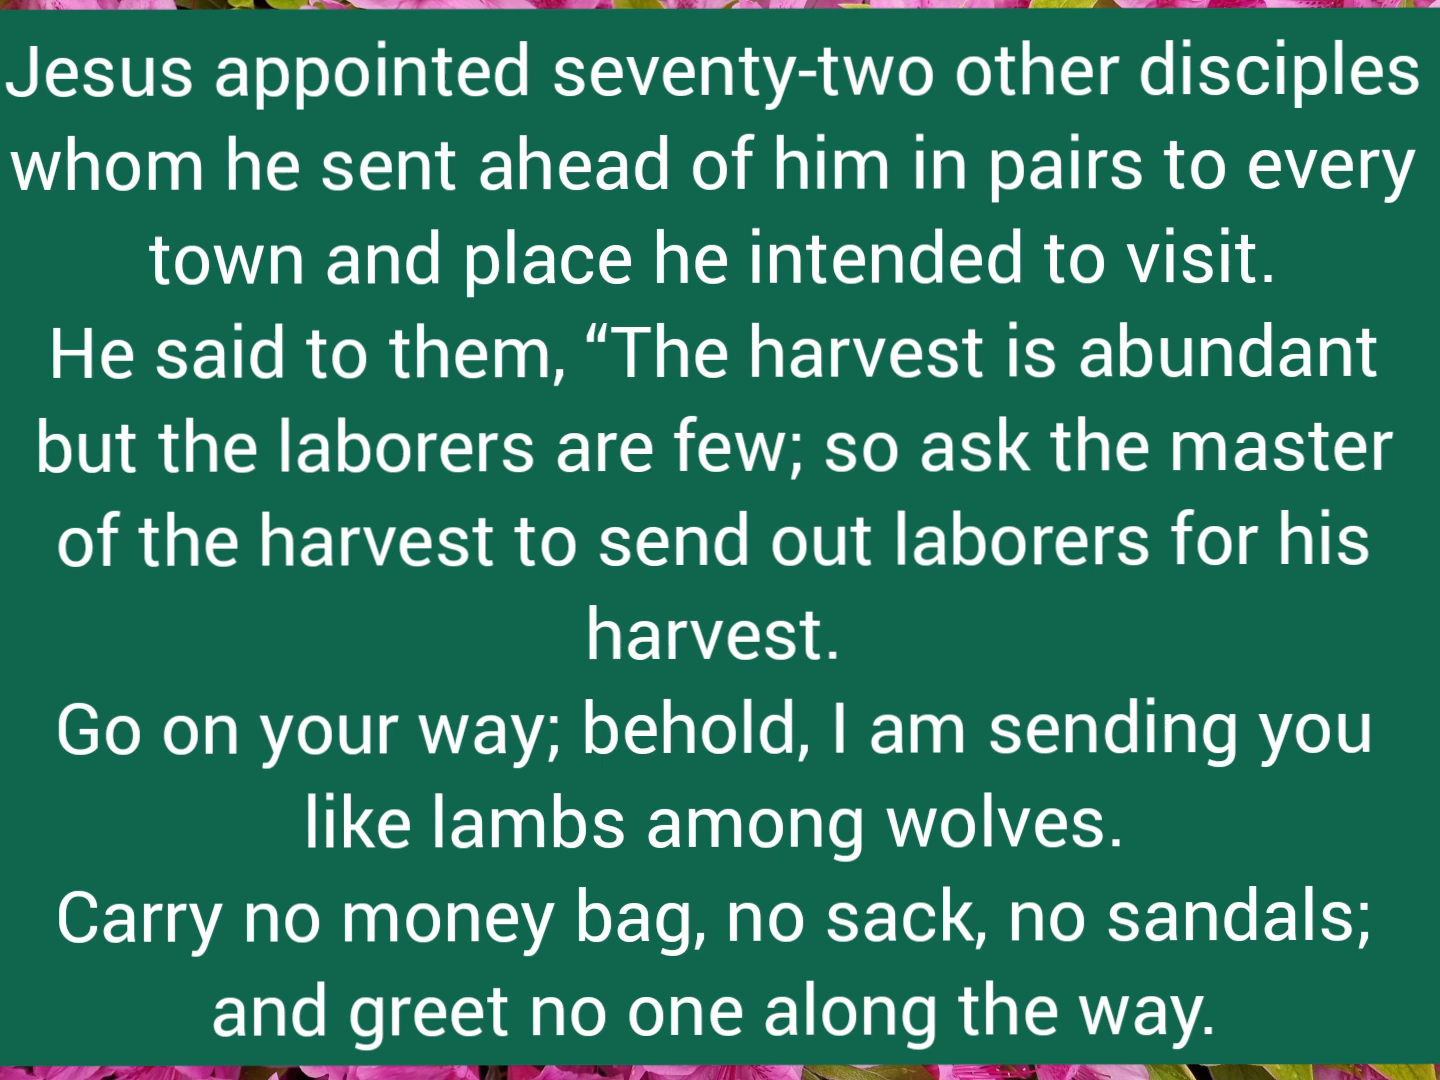 Jesus appointed seventy-two other disciples
whom he sent ahead of him in pairs to every
town and place he intended to visit.
He said to them, “The harvest is abundant
but the laborers are few; so ask the master
of the harvest to send out laborers for his
harvest.
Go on your way; behold, I am sending you
like lambs among wolves.
Carry no money bag, no sack, no sandals;
and greet no one along the way.